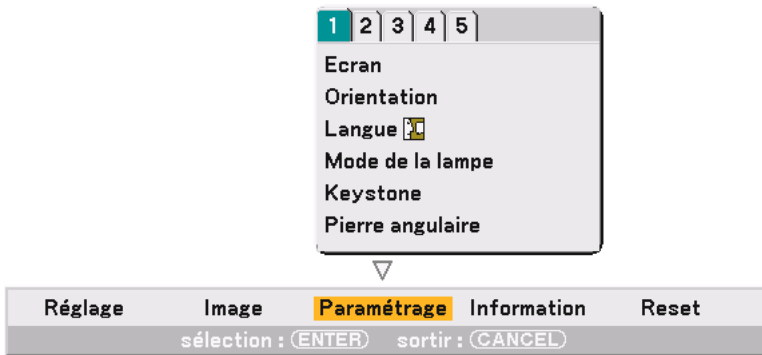 1 2 3 4 5
Ecran
Orientation
Langue
Mode de la lampe
Keystone
Pierre angulaire
Réglage Image Paramétrage Information Reset
sélection : ENTER sortir : CANCEL